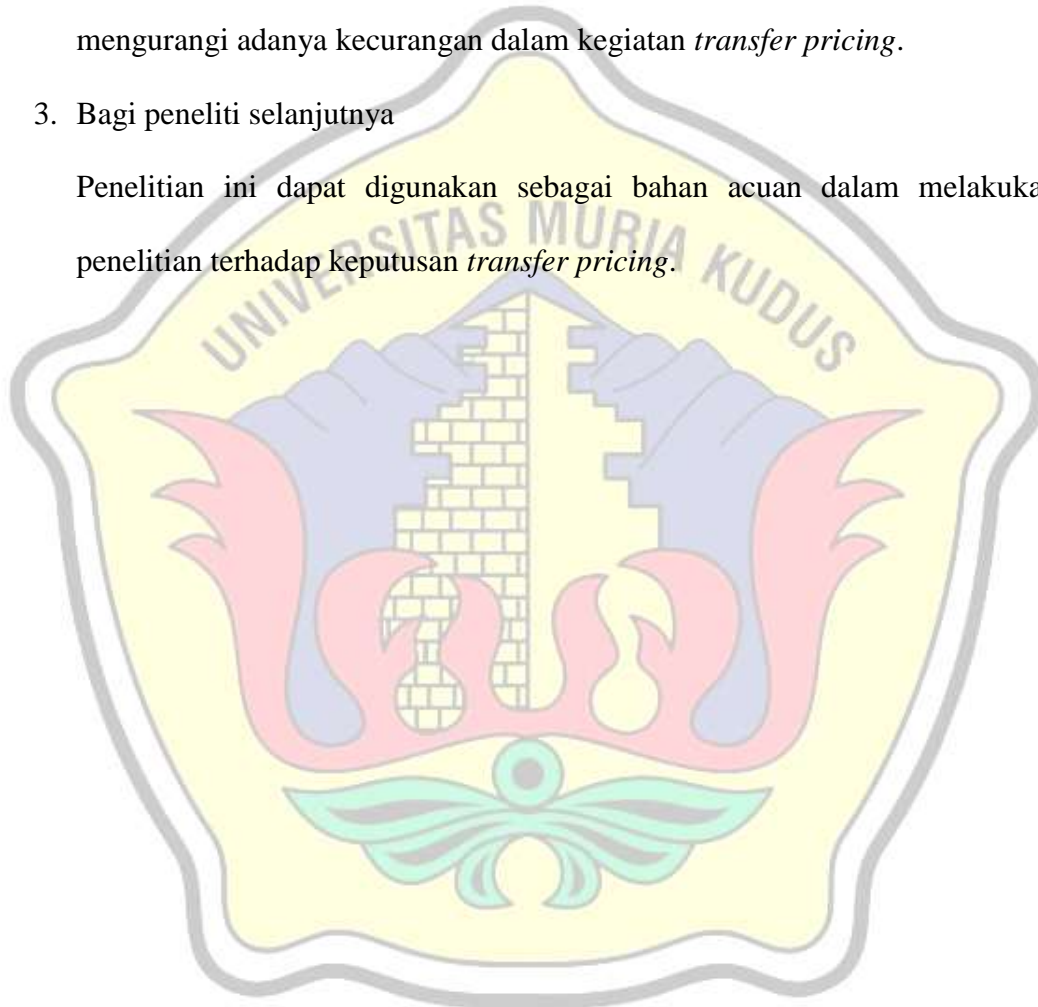 mengurangi adanya kecurangan dalam kegiatan transfer pricing.
3. Bagi peneliti selanjutnya
Penelitian ini dapat digunakan sebagai bahan acuan dalam melakuka
penelitian terhadap keputusan transfer pricing.
UNIVERSITAS MURIA KUDUS